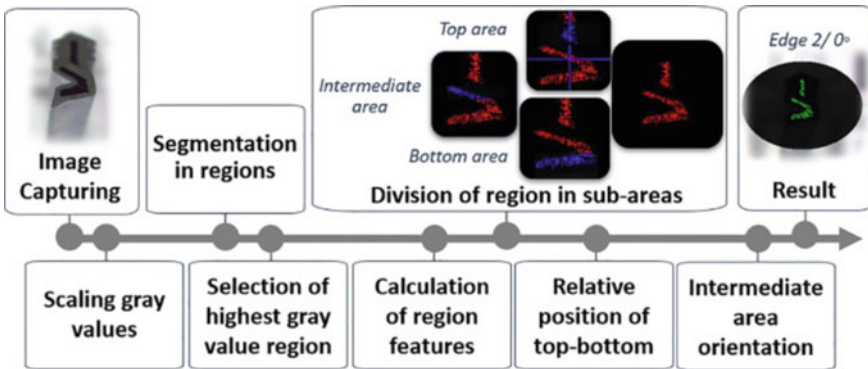 Image
Capturing
Segmentation
in regions
Top area
Intermediate
area
Bottom area
Division of region in sub-areas
Edge 2/ 0°
Result
Scaling gray
values
Selection of
highest gray
value region
Calculation
of region
features
Relative
position of
top-bottom
Intermediate
area
orientation